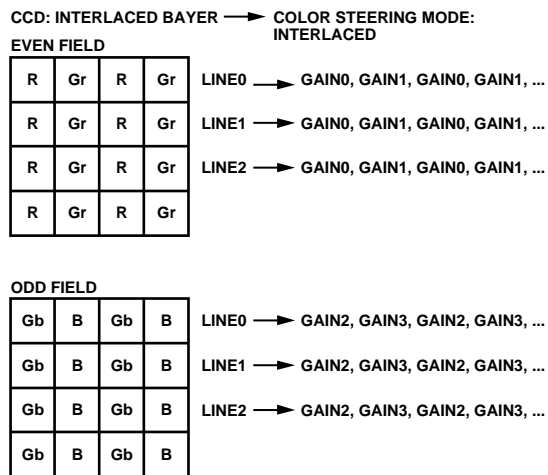 CCD: INTERLACED BAYER COLOR STEERING MODE:
INTERLACED
EVEN FIELD
R Gr R Gr LINE0 GAIN0, GAIN1, GAIN0, GAIN1, ...
R Gr R Gr LINE1 GAIN0, GAIN1, GAIN0, GAIN1, ...
R Gr R Gr LINE2 GAIN0, GAIN1, GAIN0, GAIN1, ...
R Gr R Gr
ODD FIELD
Gb B Gb B LINE0 GAIN2, GAIN3, GAIN2, GAIN3, ...
Gb B Gb B LINE1 GAIN2, GAIN3, GAIN2, GAIN3, ...
Gb B Gb B LINE2 GAIN2, GAIN3, GAIN2, GAIN3, ...
Gb B Gb B